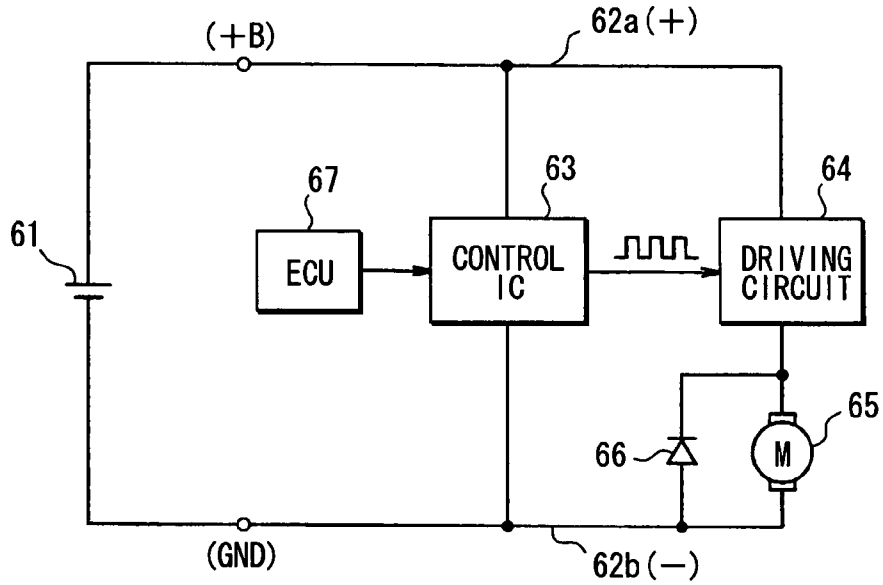 (+B)
62a(+)
67
63
64
61
ECU
CONTROL
IC
DRIVING
CIRCUIT
66
M
65
(GND)
62b(−)